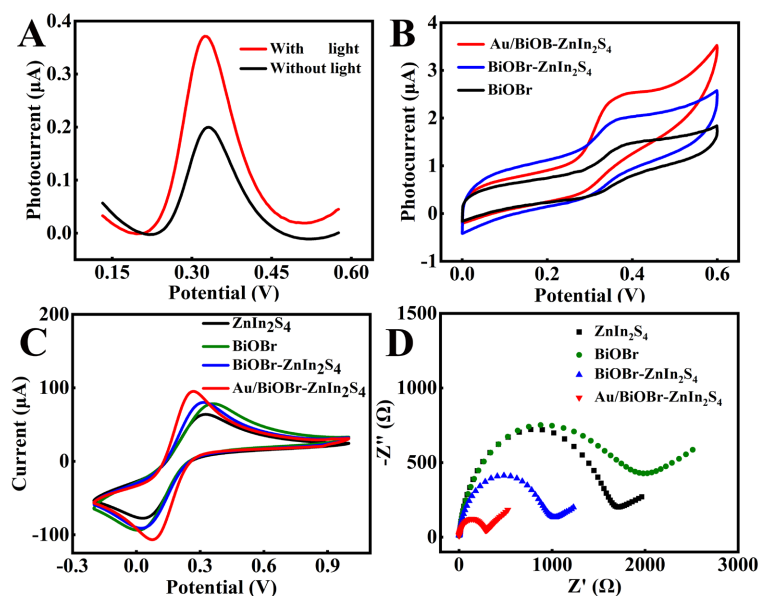 A
0.4
0.3
0.2
0.1
0.0
Photocurrent (μA)
With light
Without light
0.15
0.30
0.45
0.60
Potential (V)
B
4
3
2
1
0
-1
Photocurrent (μA)
Au/BiOB-ZnIn2S4
BiOBr-ZnIn2S4
BiOBr
0.0
0.2
0.4
0.6
Potential (V)
C
200
100
0
-100
Current (μA)
ZnIn2S4
BiOBr
BiOBr-ZnIn2S4
Au/BiOBr-ZnIn2S4
-0.3
0.0
0.3
0.6
0.9
Potential (V)
D
1500
1000
500
0
-Z'' (Ω)
ZnIn2S4
BiOBr
BiOBr-ZnIn2S4
Au/BiOBr-ZnIn2S4
0
1000
2000
3000
Z' (Ω)